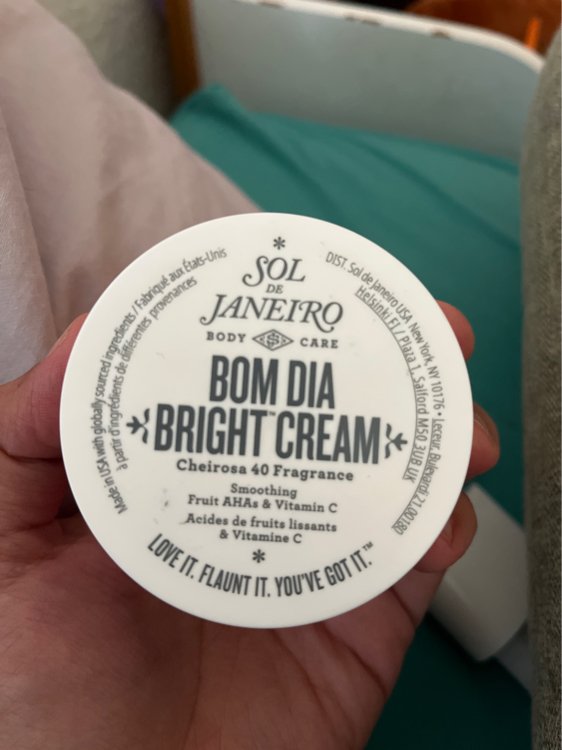 SOL
DE
JANEIRO
BODY CARE
BOM DIA
BRIGHT™ CREAM
Cheirosa 40 Fragrance
Smoothing
Fruit AHAs & Vitamin C
Acides de fruits lissants
& Vitamine C
LOVE IT. FLAUNT IT. YOU'VE GOT IT.™
Made in USA with globally sourced ingredients / Fabriqué aux États-Unis
à partir d'ingrédients de différentes provenances
DIST. Sol de Janeiro USA, New York, NY 10176 • Leceur, Bulevardi 21, 00180
Helsinki FI / Plaza 1, Salford M50 3UB UK